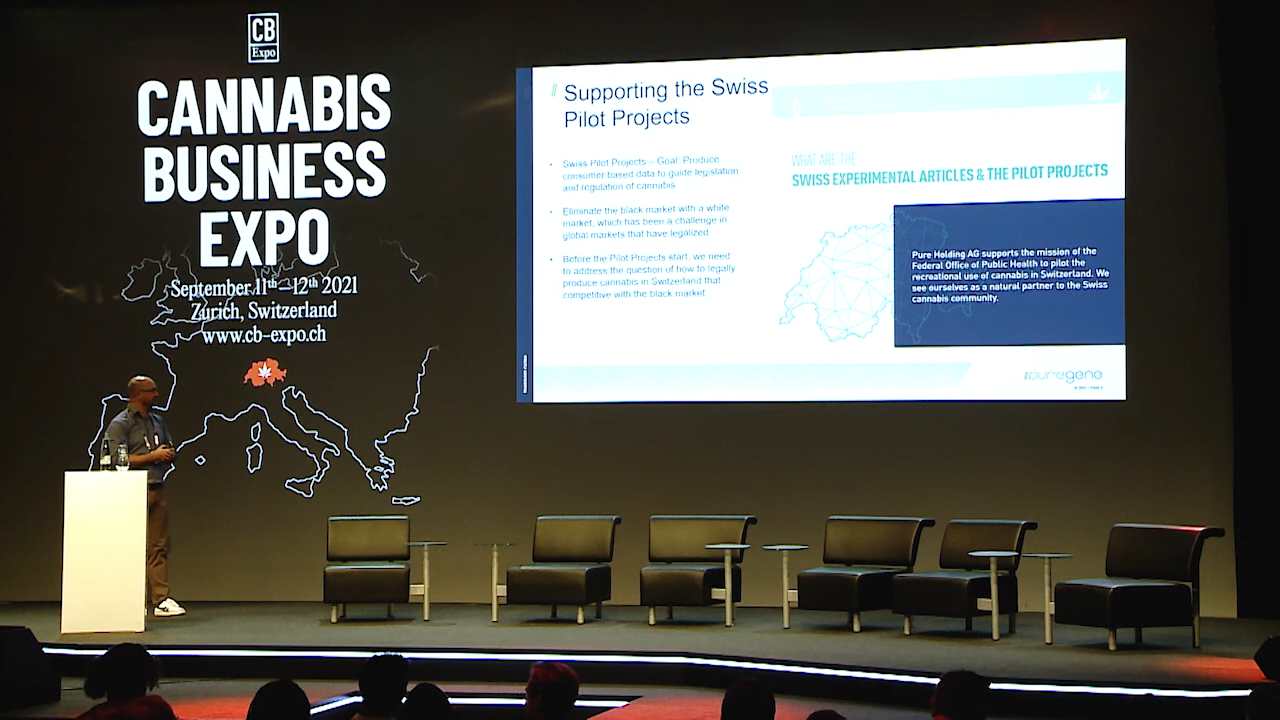 CB
Expo
CANNABIS
BUSINESS
EXPO
September 11th–12th 2021
Zurich, Switzerland
www.cb-expo.ch
// Supporting the Swiss
Pilot Projects
• Swiss Pilot Projects – Goal: Produce
consumer based data to guide legislation
and regulation of cannabis
• Eliminate the black market with a white
market, which has been a challenge in
global markets that have legalized
• Before the Pilot Projects start, we need
to address the question of how to legally
produce cannabis in Switzerland that
competitive with the black market
WHAT ARE THE
SWISS EXPERIMENTAL ARTICLES & THE PILOT PROJECTS
Pure Holding AG supports the mission of the
Federal Office of Public Health to pilot the
recreational use of cannabis in Switzerland. We
see ourselves as a natural partner to the Swiss
cannabis community.
//puregene